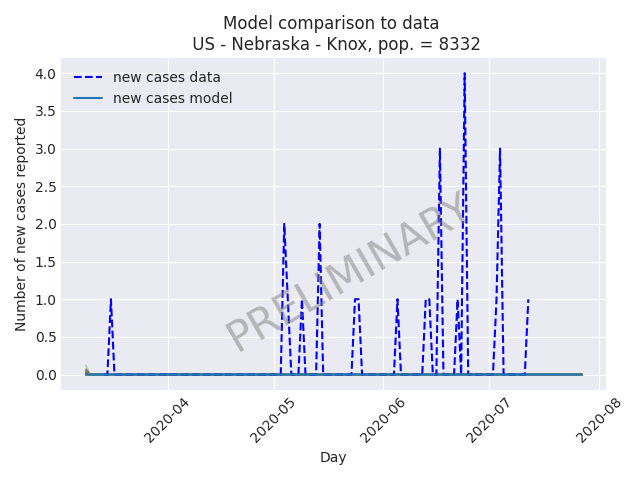 Model comparison to data
US - Nebraska - Knox, pop. = 8332
new cases data
new cases model
Number of new cases reported
4.0
3.5
3.0
2.5
2.0
1.5
1.0
0.5
0.0
PRELIMINARY
2020-04
2020-05
2020-06
2020-07
2020-08
Day